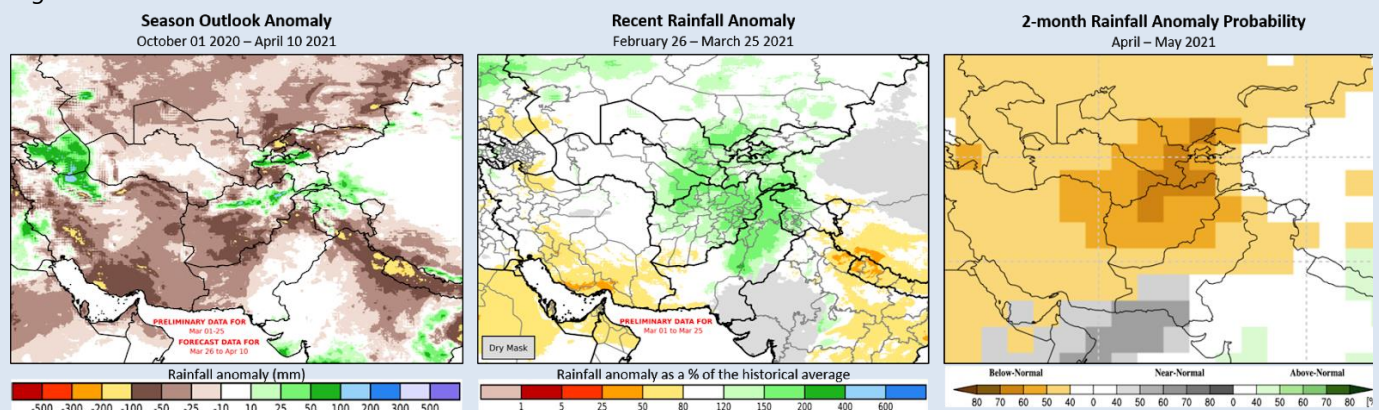 Season Outlook Anomaly
October 01 2020 – April 10 2021
PRELIMINARY DATA FOR
Mar 01-25
FORECAST DATA FOR
Mar 26 to Apr 10
Rainfall anomaly (mm)
-500 -300 -200 -100 -50 -25 -10 10 25 50 100 200 300 500
Recent Rainfall Anomaly
February 26 – March 25 2021
PRELIMINARY DATA FOR
Mar 01 to Mar 25
Dry Mask
Rainfall anomaly as a % of the historical average
1 5 25 50 80 120 150 200 400 600
2-month Rainfall Anomaly Probability
April – May 2021
Below-Normal Near-Normal Above-Normal
80 70 60 50 40 40 50 60 70 80 40 50 60 70 80